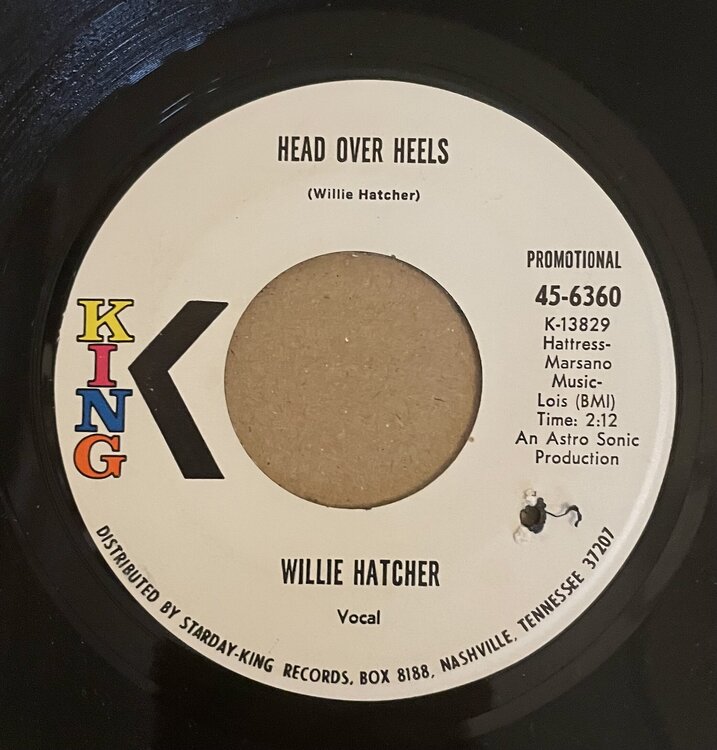 HEAD OVER HEELS
(Willie Hatcher)
PROMOTIONAL
45-6360
K-13829
Hattress-
Marsano
Music-
Lois (BMI)
Time: 2:12
An Astro Sonic
Production
KING
K
WILLIE HATCHER
Vocal
DISTRIBUTED BY STARDAY-KING RECORDS, BOX 8188, NASHVILLE, TENNESSEE 37207